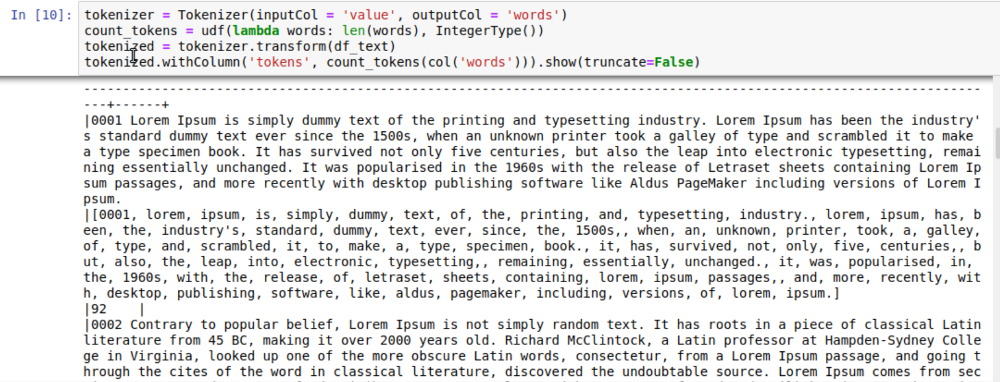 In [10]: tokenizer = Tokenizer(inputCol = 'value', outputCol = 'words')
count_tokens = udf(lambda words: len(words), IntegerType())
tokenized = tokenizer.transform(df_text)
tokenized.withColumn('tokens', count_tokens(col('words'))).show(truncate=False)
-------------------------------------------------------------------------------------------------------------------
---+------+
|0001 Lorem Ipsum is simply dummy text of the printing and typesetting industry. Lorem Ipsum has been the industry'
s standard dummy text ever since the 1500s, when an unknown printer took a galley of type and scrambled it to make
a type specimen book. It has survived not only five centuries, but also the leap into electronic typesetting, remai
ning essentially unchanged. It was popularised in the 1960s with the release of Letraset sheets containing Lorem Ip
sum passages, and more recently with desktop publishing software like Aldus PageMaker including versions of Lorem I
psum.
|[0001, lorem, ipsum, is, simply, dummy, text, of, the, printing, and, typesetting, industry., lorem, ipsum, has, b
een, the, industry's, standard, dummy, text, ever, since, the, 1500s,, when, an, unknown, printer, took, a, galley,
of, type, and, scrambled, it, to, make, a, type, specimen, book., it, has, survived, not, only, five, centuries,, b
ut, also, the, leap, into, electronic, typesetting,, remaining, essentially, unchanged., it, was, popularised, in,
the, 1960s, with, the, release, of, letraset, sheets, containing, lorem, ipsum, passages,, and, more, recently, wit
h, desktop, publishing, software, like, aldus, pagemaker, including, versions, of, lorem, ipsum.]
|92    |
|0002 Contrary to popular belief, Lorem Ipsum is not simply random text. It has roots in a piece of classical Latin
literature from 45 BC, making it over 2000 years old. Richard McClintock, a Latin professor at Hampden-Sydney Colle
ge in Virginia, looked up one of the more obscure Latin words, consectetur, from a Lorem Ipsum passage, and going t
hrough the cites of the word in classical literature, discovered the undoubtable source. Lorem Ipsum comes from sec